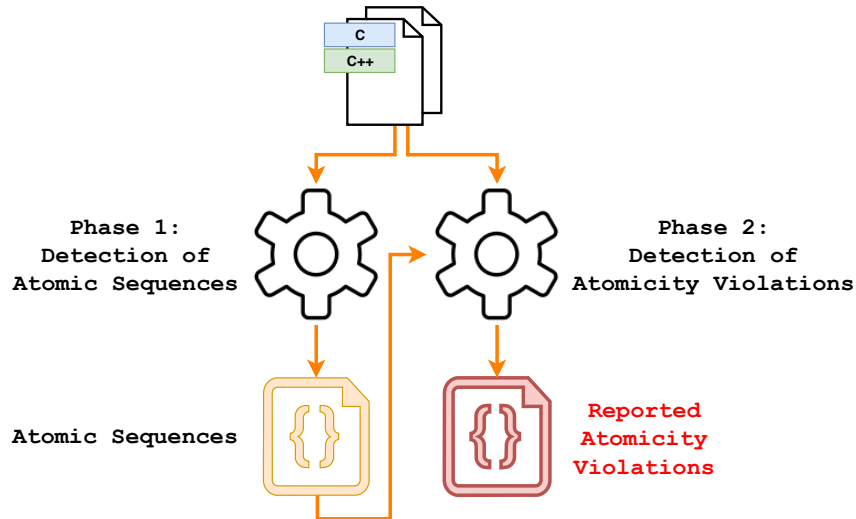 C
C++
Phase 1:
Detection of
Atomic Sequences
Phase 2:
Detection of
Atomicity Violations
Atomic Sequences
Reported
Atomicity
Violations